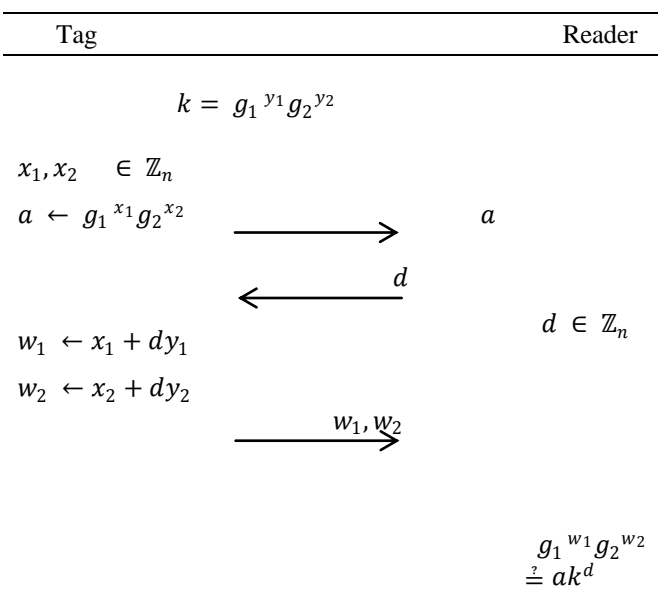 Tag Reader
k = g₁^{y₁}g₂^{y₂}
x₁, x₂ ∈ ℤₙ
a ← g₁^{x₁}g₂^{x₂} a
d
d ∈ ℤₙ
w₁ ← x₁ + dy₁
w₂ ← x₂ + dy₂
w₁, w₂
g₁^{w₁}g₂^{w₂}
≟ ak^d